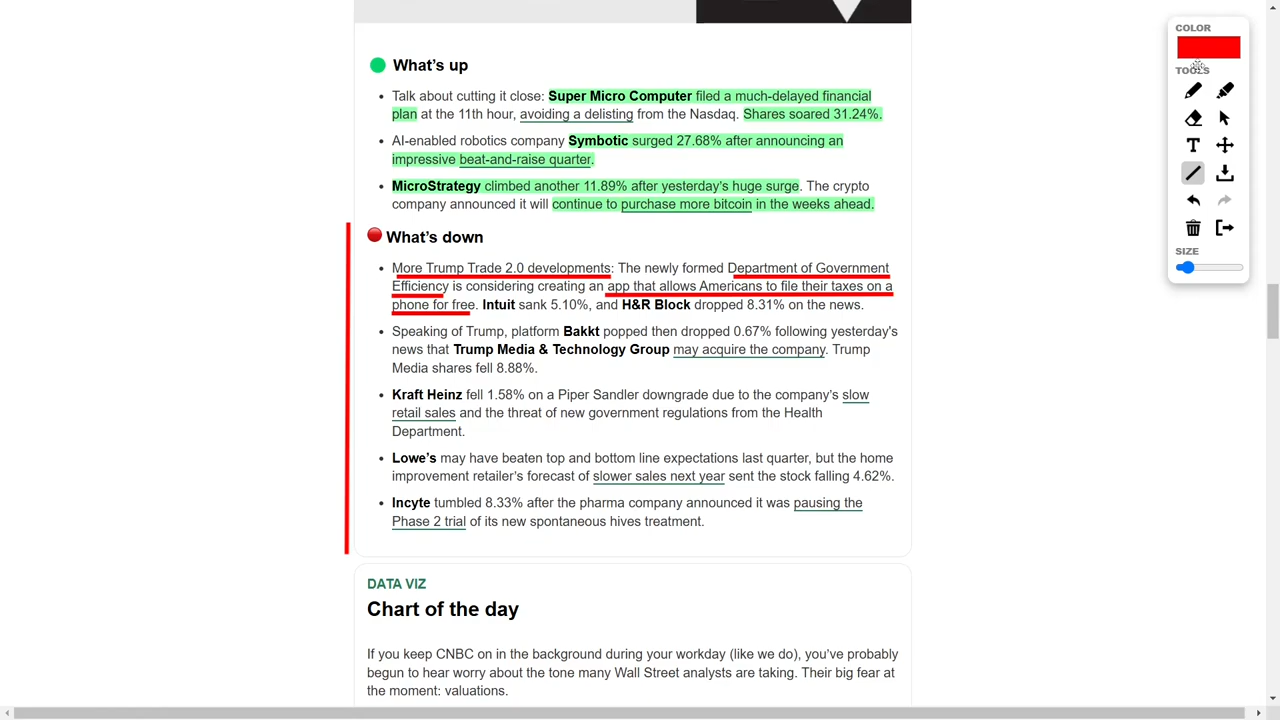 What’s up
Talk about cutting it close: Super Micro Computer filed a much-delayed financial
plan at the 11th hour, avoiding a delisting from the Nasdaq. Shares soared 31.24%.
AI-enabled robotics company Symbotic surged 27.68% after announcing an
impressive beat-and-raise quarter.
MicroStrategy climbed another 11.89% after yesterday’s huge surge. The crypto
company announced it will continue to purchase more bitcoin in the weeks ahead.
What’s down
More Trump Trade 2.0 developments: The newly formed Department of Government
Efficiency is considering creating an app that allows Americans to file their taxes on a
phone for free. Intuit sank 5.10%, and H&R Block dropped 8.31% on the news.
Speaking of Trump, platform Bakkt popped then dropped 0.67% following yesterday's
news that Trump Media & Technology Group may acquire the company. Trump
Media shares fell 8.88%.
Kraft Heinz fell 1.58% on a Piper Sandler downgrade due to the company’s slow
retail sales and the threat of new government regulations from the Health
Department.
Lowe’s may have beaten top and bottom line expectations last quarter, but the home
improvement retailer’s forecast of slower sales next year sent the stock falling 4.62%.
Incyte tumbled 8.33% after the pharma company announced it was pausing the
Phase 2 trial of its new spontaneous hives treatment.
DATA VIZ
Chart of the day
If you keep CNBC on in the background during your workday (like we do), you’ve probably
begun to hear worry about the tone many Wall Street analysts are taking. Their big fear at
the moment: valuations.
COLOR
TOOLS
T
SIZE